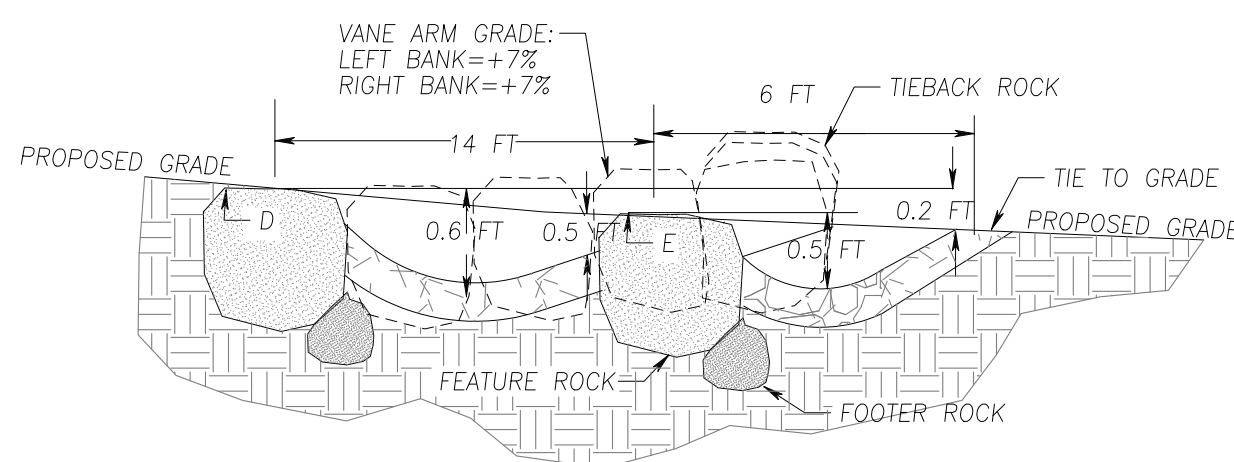 VANE ARM GRADE:
LEFT BANK=+7%
RIGHT BANK=+7%
6 FT
TIEBACK ROCK
14 FT
PROPOSED GRADE
TIE TO GRADE
D
0.6 FT
0.5 FT
E
0.5 FT
0.2 FT
PROPOSED GRADE
FEATURE ROCK
FOOTER ROCK